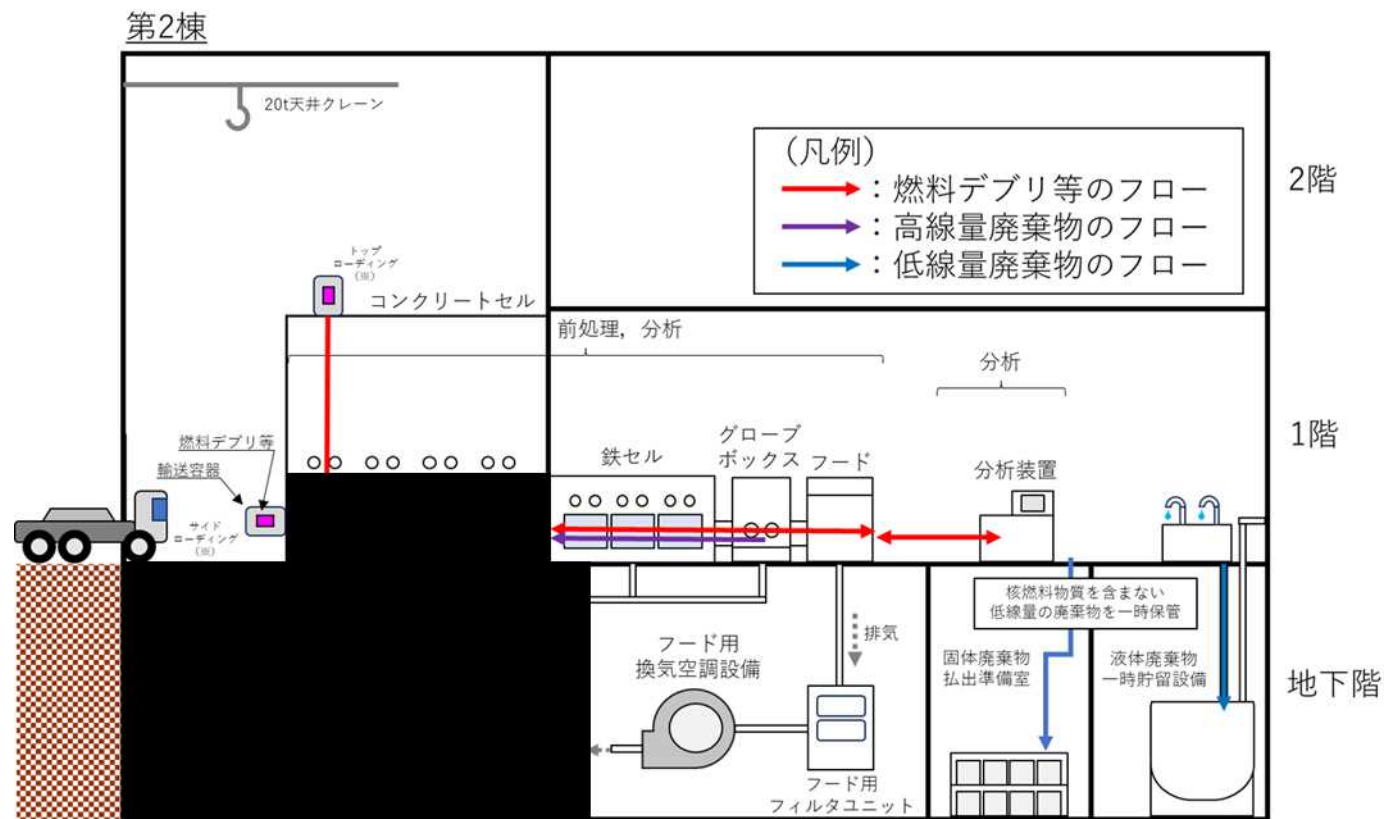 第2棟
20t天井クレーン
(凡例)
:燃料デブリ等のフロー
:高線量廃棄物のフロー
:低線量廃棄物のフロー
2階
トップ
ローディング
(※)
コンクリートセル
前処理, 分析
分析
1階
燃料デブリ等
輸送容器
サイド
ローディング
(※)
鉄セル
グローブ
ボックス
フード
分析装置
核燃料物質を含まない
低線量の廃棄物を一時保管
フード用
換気空調設備
排気
固体廃棄物
払出準備室
液体廃棄物
一時貯留設備
地下階
フード用
フィルタユニット